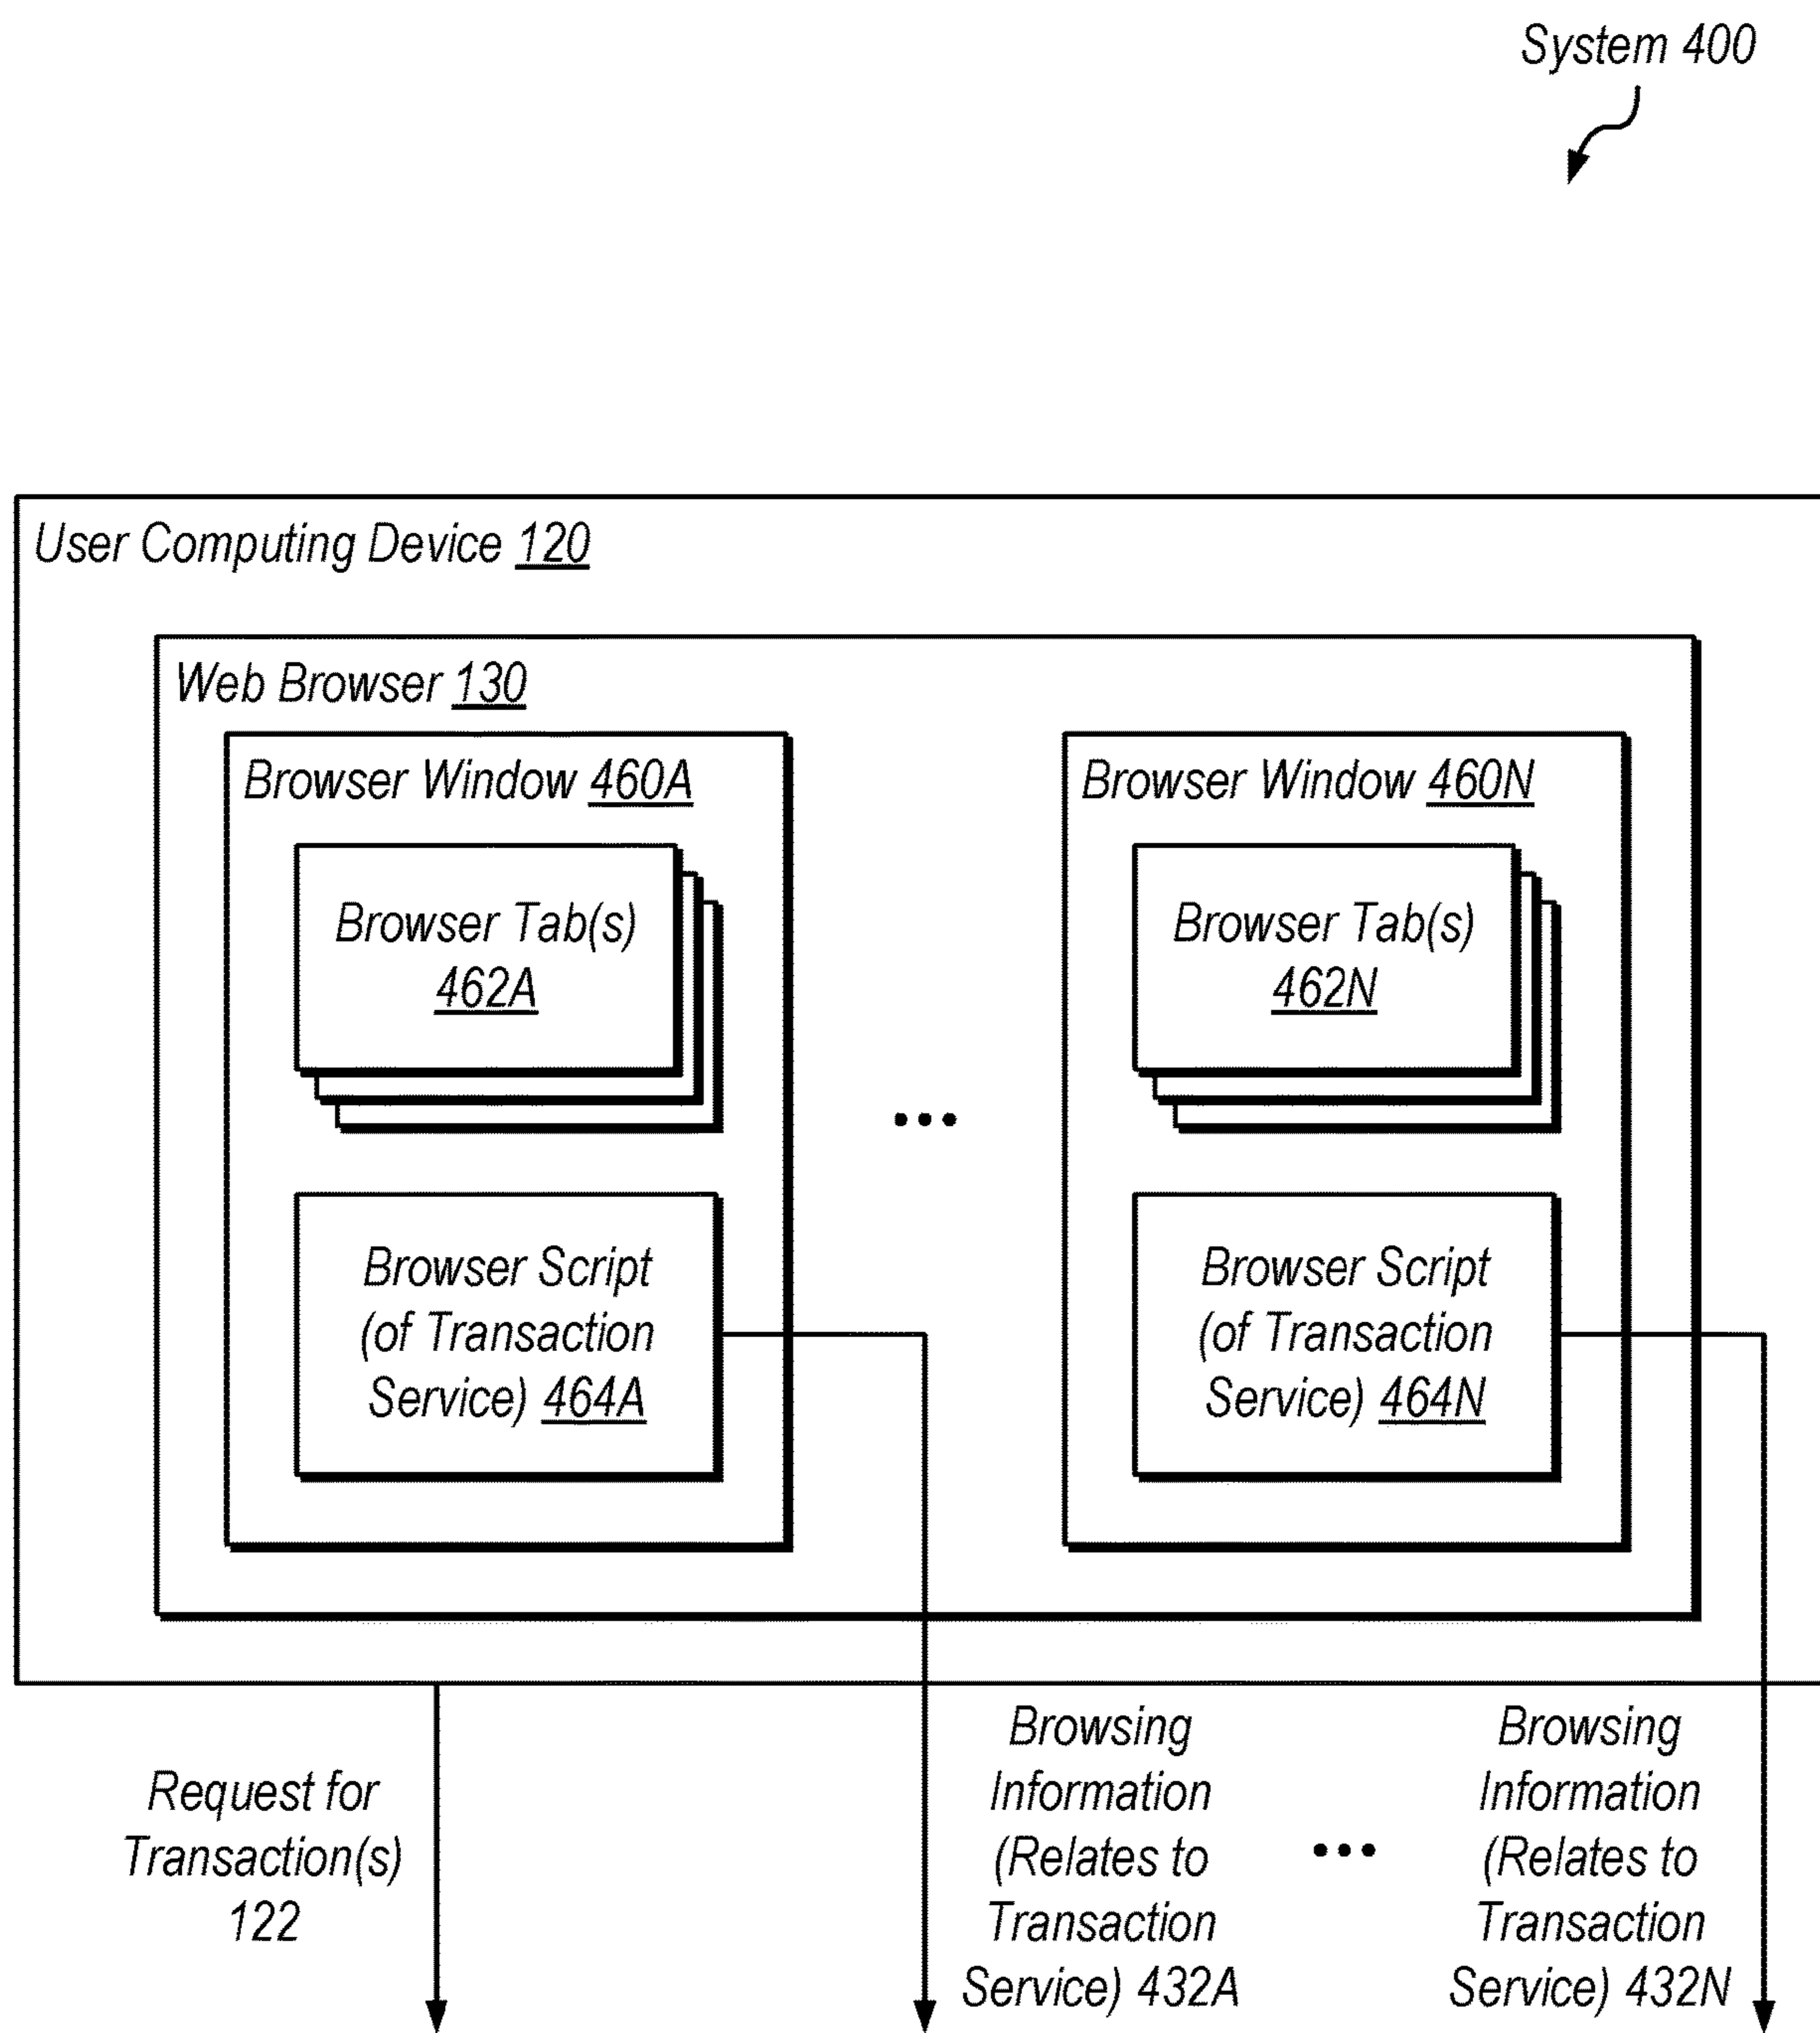 System 400
User Computing Device 120
Web Browser 130
Browser Window 460A
Browser Tab(s)
462A
Browser Script
(of Transaction
Service) 464A
...
Browser Window 460N
Browser Tab(s)
462N
Browser Script
(of Transaction
Service) 464N
Request for
Transaction(s)
122
Browsing
Information
(Relates to
Transaction
Service) 432A
...
Browsing
Information
(Relates to
Transaction
Service) 432N